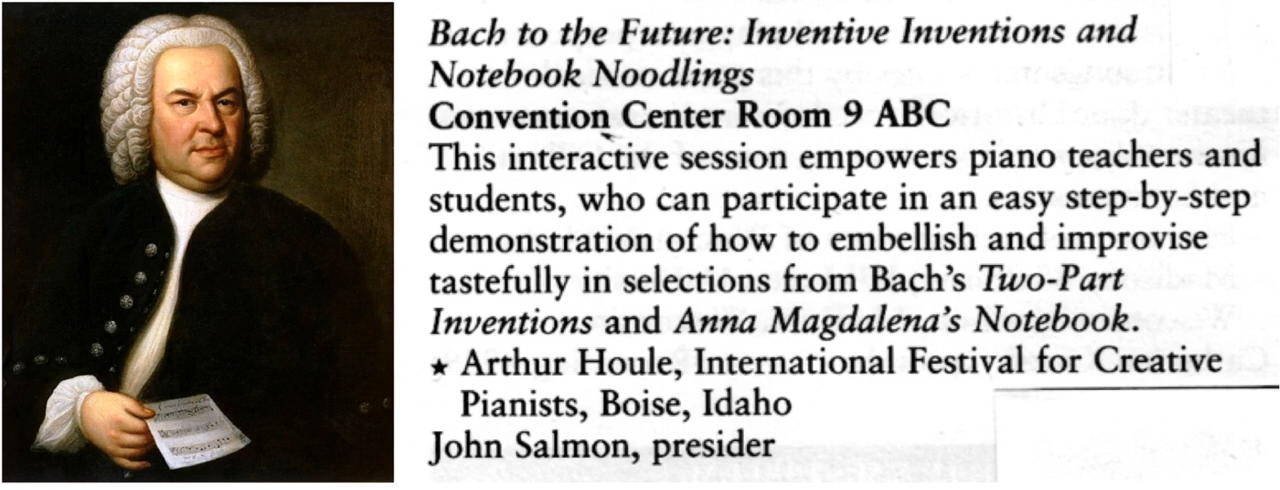 Bach to the Future: Inventive Inventions and
Notebook Noodlings
Convention Center Room 9 ABC
This interactive session empowers piano teachers and
students, who can participate in an easy step-by-step
demonstration of how to embellish and improvise
tastefully in selections from Bach's Two-Part
Inventions and Anna Magdalena's Notebook.
★ Arthur Houle, International Festival for Creative
Pianists, Boise, Idaho
John Salmon, presider